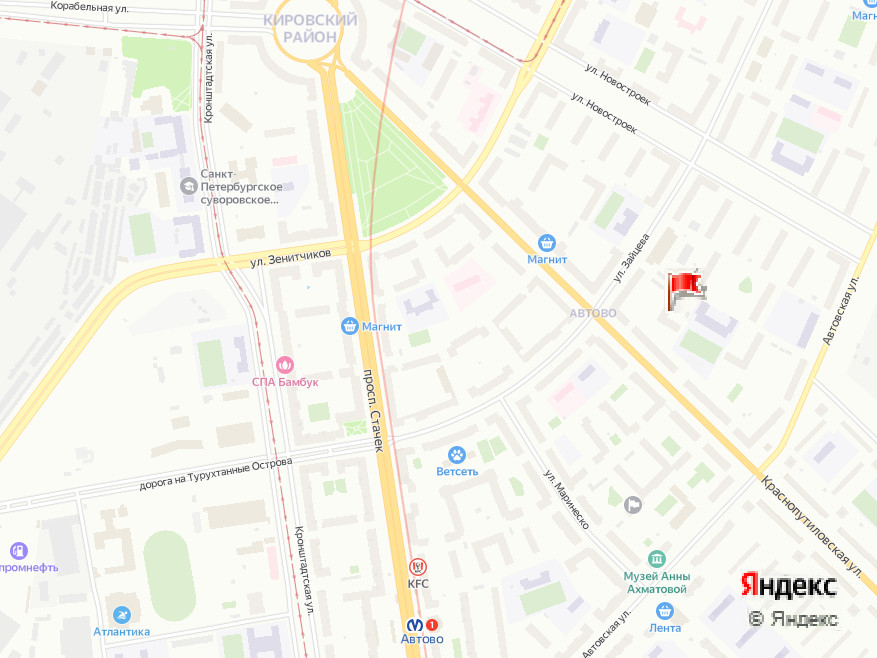 Корабельная ул.
КИРОВСКИЙ
РАЙОН
Магнит
Кронштадтская ул.
ул. Новостроек
ул. Новостроек
Санкт-
Петербургское
суворовское...
ул. Зенитчиков
Магнит
ул. Зайцева
АВТОВО
Автовская ул.
Магнит
СПА Бамбук
просп. Стачек
Ветсеть
дорога на Турухтанные Острова
ул. Маринеско
Краснопутиловская ул.
Кронштадтская ул.
промнефть
KFC
Музей Анны
Ахматовой
Яндекс
© Яндекс
Атлантика
1
Автово
Автовская ул.
Лента